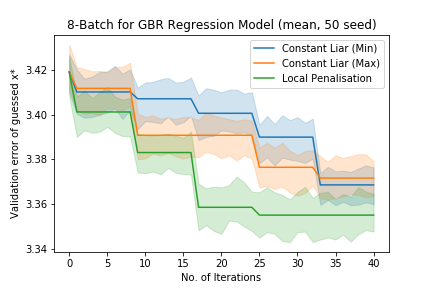 8-Batch for GBR Regression Model (mean, 50 seed)
Constant Liar (Min)
Constant Liar (Max)
Local Penalisation
Validation error of guessed x*
3.42
3.40
3.38
3.36
3.34
0 5 10 15 20 25 30 35 40
No. of Iterations